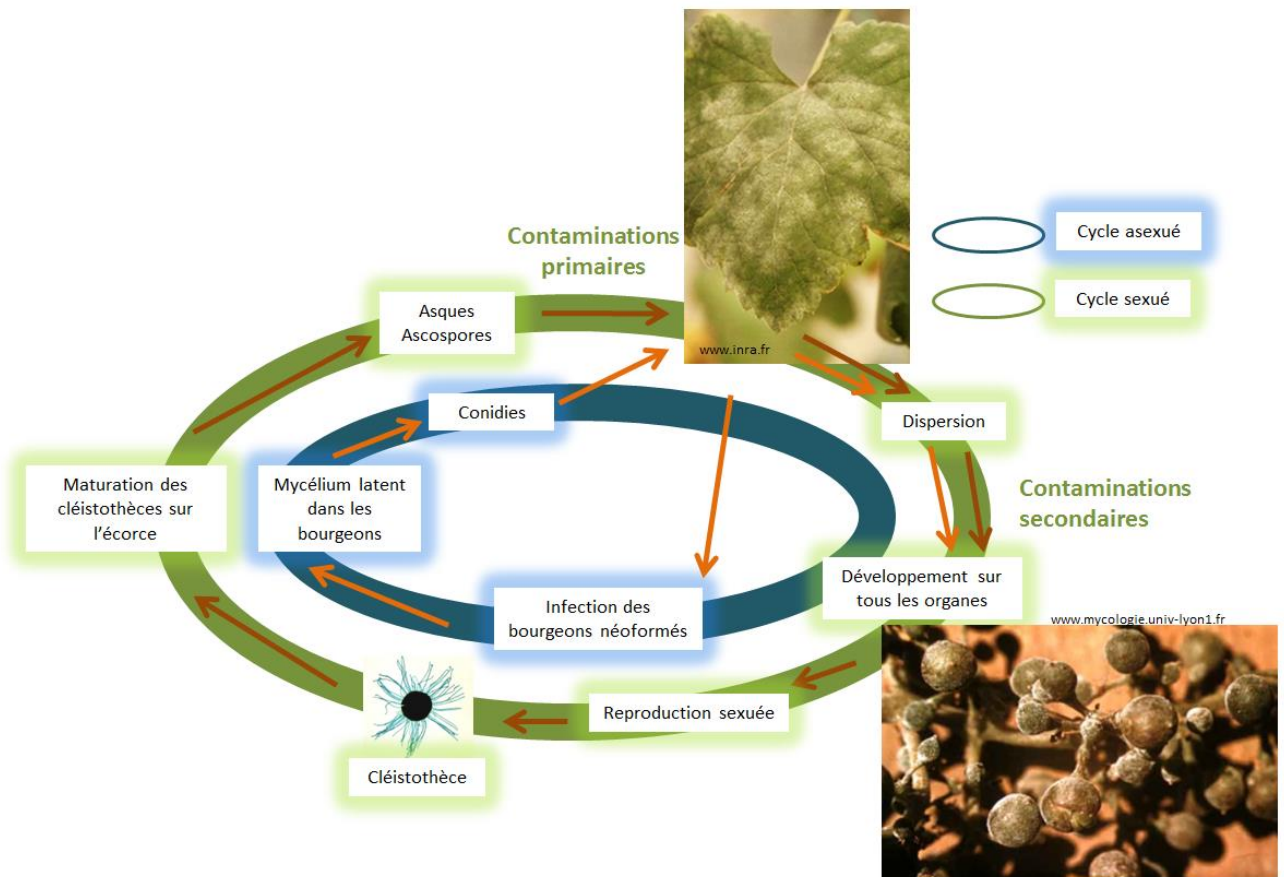 Contaminations
primaires
Cycle asexué
Cycle sexué
Asques
Ascospores
www.inra.fr
Conidies
Dispersion
Maturation des
cléistothèces sur
l'écorce
Mycélium latent
dans les
bourgeons
Contaminations
secondaires
Infection des
bourgeons néoformés
Développement sur
tous les organes
www.mycologie.univ-lyon1.fr
Reproduction sexuée
Cléistothèce